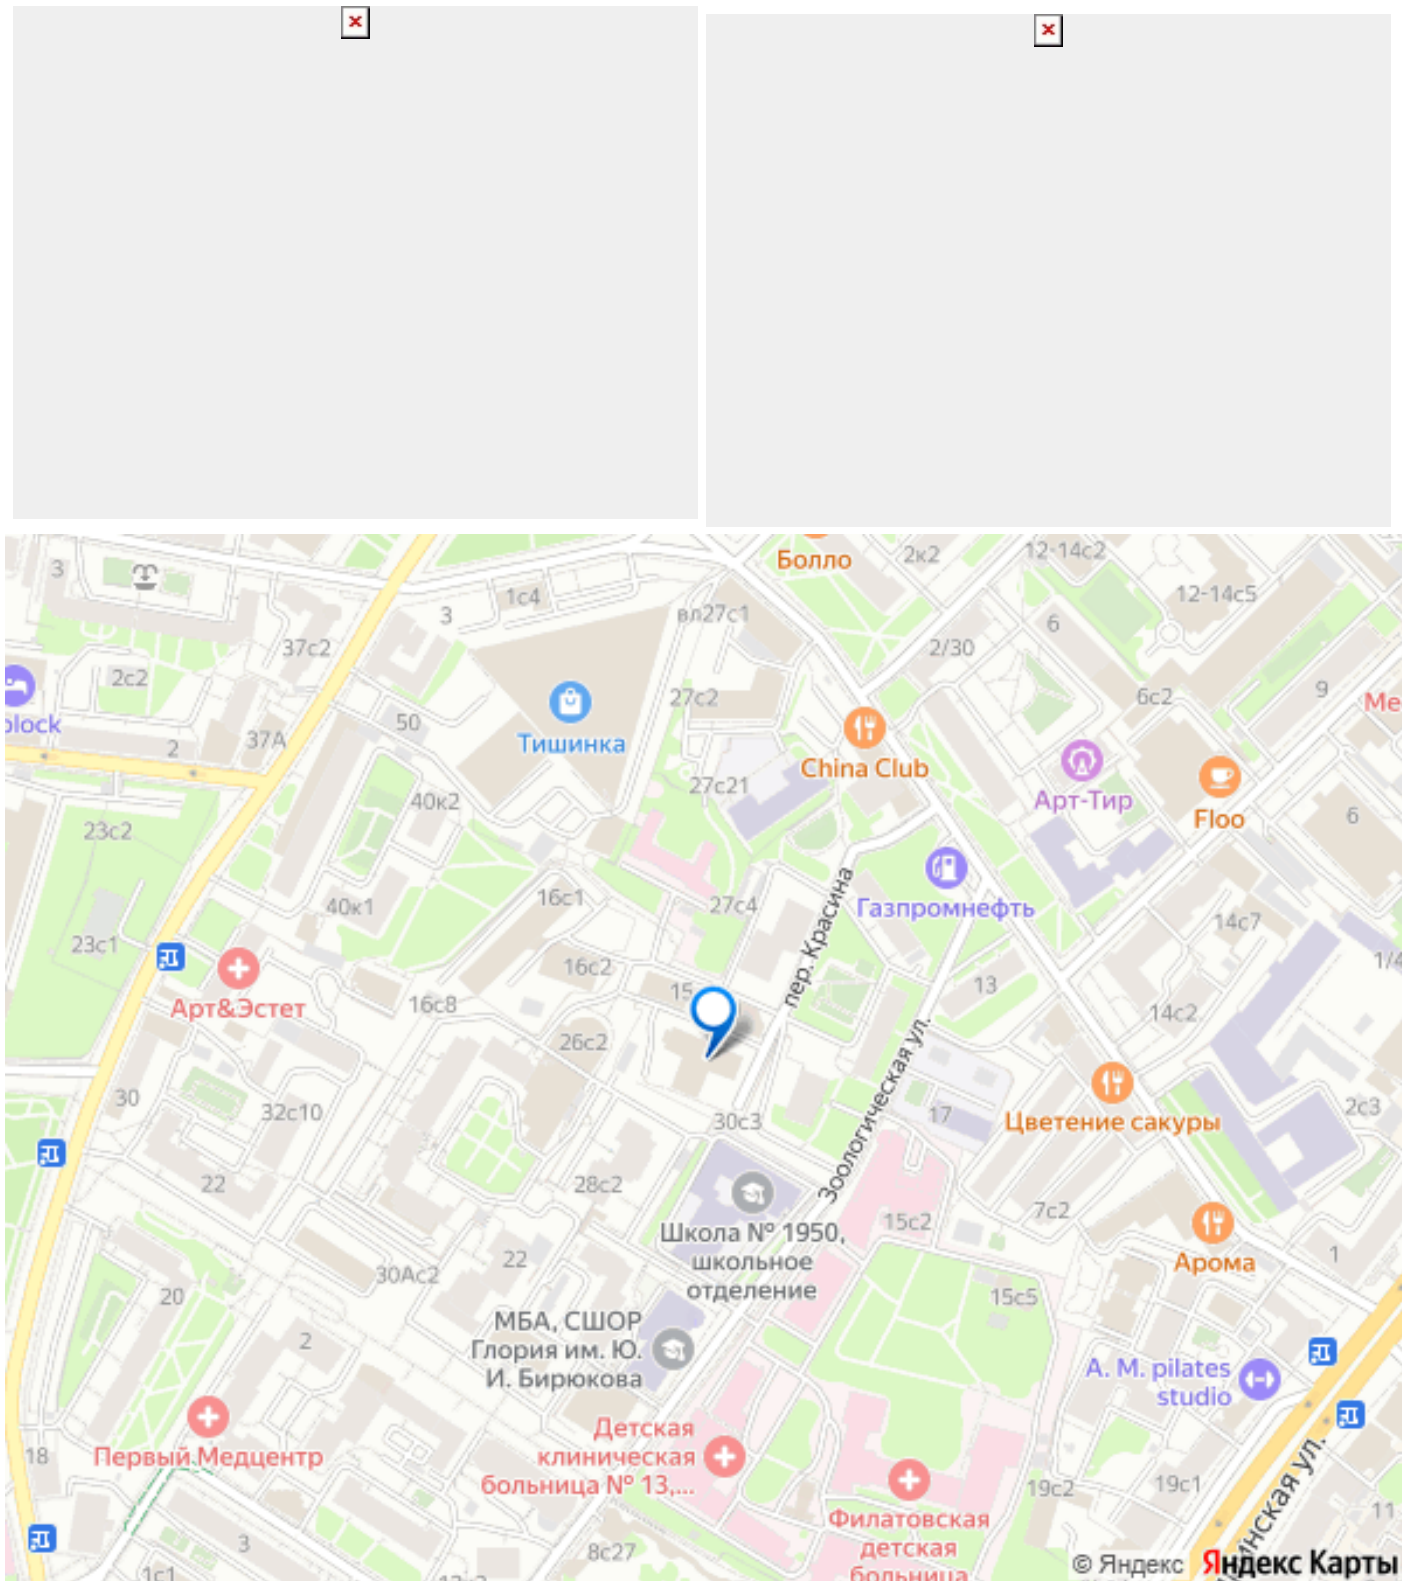 Болло
2к2
12-14с2
3
1с4
3
вл27с1
12-14с5
6
37с2
2/30
2с2
27с2
6с2
9
Ме
block
50
2
37А
Тишинка
China Club
27с21
Арт-Тир
40к2
Floo
6
23с2
16с1
40к1
27с4
Газпромнефть
14с7
пер. Красина
23с1
16с2
1/4
Арт&Эстет
16с8
15
13
14с2
26с2
Зоологическая ул.
30
32с10
30с3
17
Цветение сакуры
2с3
22
28с2
Школа № 1950,
школьное
отделение
15с2
7с2
22
Арома
1
30Ас2
20
15с5
2
МБА, СШОР
Глория им. Ю.
И. Бирюкова
A. M. pilates
studio
Детская
клиническая
больница № 13,...
Первый Медцентр
18
19с2
19с1
11
Филатовская
детская
больница
3
8с27
1с1
инская ул.
© Яндекс Яндекс Карты